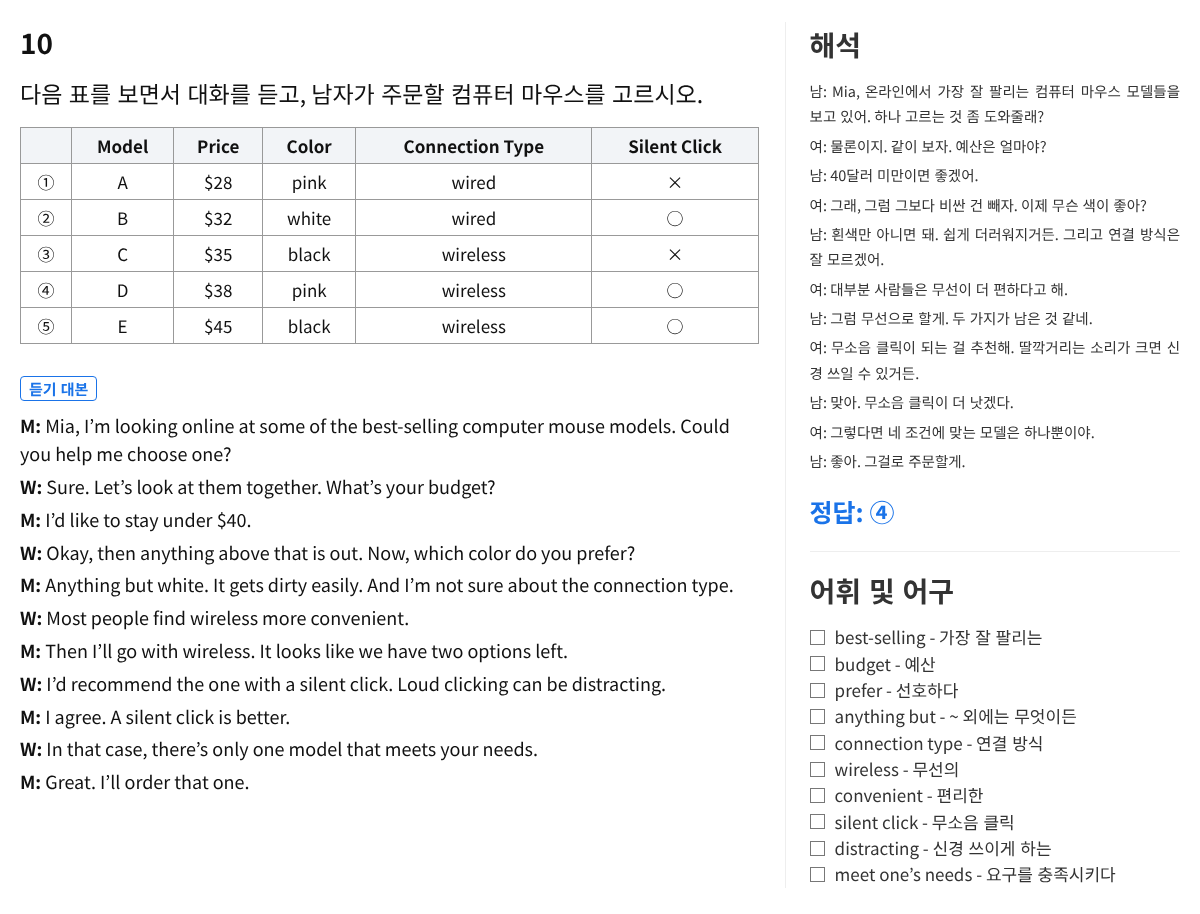 10
다음 표를 보면서 대화를 듣고, 남자가 주문할 컴퓨터 마우스를 고르시오.
Model Price Color Connection Type Silent Click
① A $28 pink wired ×
② B $32 white wired ○
③ C $35 black wireless ×
④ D $38 pink wireless ○
⑤ E $45 black wireless ○
듣기 대본
M: Mia, I’m looking online at some of the best-selling computer mouse models. Could
you help me choose one?
W: Sure. Let’s look at them together. What’s your budget?
M: I’d like to stay under $40.
W: Okay, then anything above that is out. Now, which color do you prefer?
M: Anything but white. It gets dirty easily. And I’m not sure about the connection type.
W: Most people find wireless more convenient.
M: Then I’ll go with wireless. It looks like we have two options left.
W: I’d recommend the one with a silent click. Loud clicking can be distracting.
M: I agree. A silent click is better.
W: In that case, there’s only one model that meets your needs.
M: Great. I’ll order that one.
해석
남: Mia, 온라인에서 가장 잘 팔리는 컴퓨터 마우스 모델들을
보고 있어. 하나 고르는 것 좀 도와줄래?
여: 물론이지. 같이 보자. 예산은 얼마야?
남: 40달러 미만이면 좋겠어.
여: 그래, 그럼 그보다 비싼 건 빼자. 이제 무슨 색이 좋아?
남: 흰색만 아니면 돼. 쉽게 더러워지거든. 그리고 연결 방식은
잘 모르겠어.
여: 대부분 사람들은 무선이 더 편하다고 해.
남: 그럼 무선으로 할게. 두 가지가 남은 것 같네.
여: 무소음 클릭이 되는 걸 추천해. 딸깍거리는 소리가 크면 신
경 쓰일 수 있거든.
남: 맞아. 무소음 클릭이 더 낫겠다.
여: 그렇다면 네 조건에 맞는 모델은 하나뿐이야.
남: 좋아. 그걸로 주문할게.
정답: ④
어휘 및 어구
□ best-selling - 가장 잘 팔리는
□ budget - 예산
□ prefer - 선호하다
□ anything but - ~ 외에는 무엇이든
□ connection type - 연결 방식
□ wireless - 무선의
□ convenient - 편리한
□ silent click - 무소음 클릭
□ distracting - 신경 쓰이게 하는
□ meet one’s needs - 요구를 충족시키다